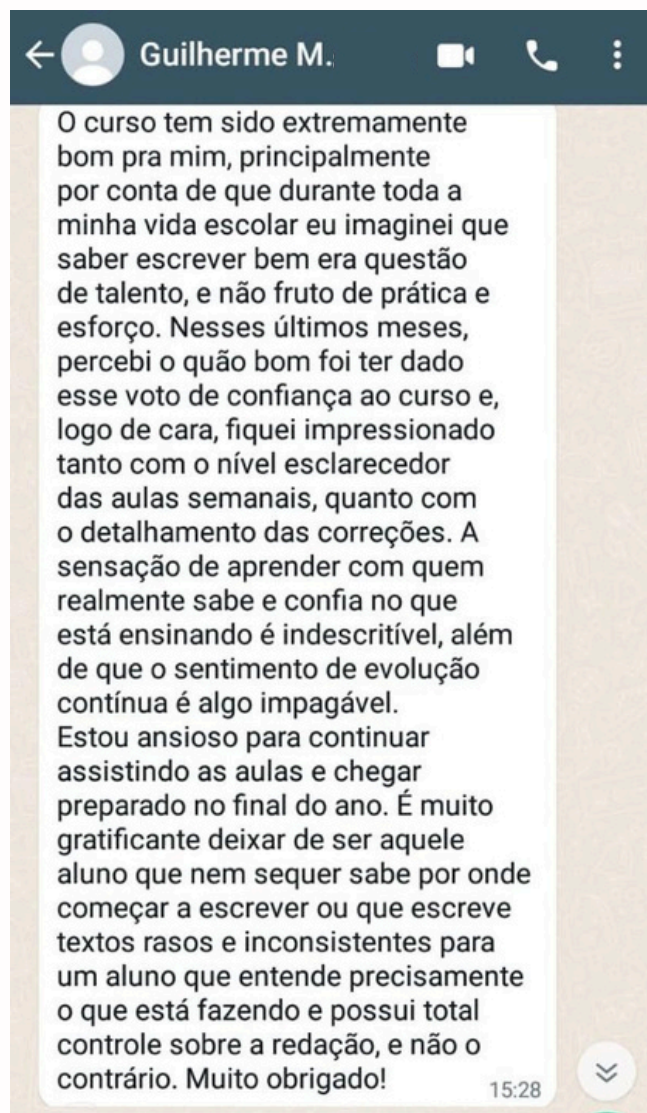 Guilherme M.
O curso tem sido extremamente
bom pra mim, principalmente
por conta de que durante toda a
minha vida escolar eu imaginei que
saber escrever bem era questão
de talento, e não fruto de prática e
esforço. Nesses últimos meses,
percebi o quão bom foi ter dado
esse voto de confiança ao curso e,
logo de cara, fiquei impressionado
tanto com o nível esclarecedor
das aulas semanais, quanto com
o detalhamento das correções. A
sensação de aprender com quem
realmente sabe e confia no que
está ensinando é indescritível, além
de que o sentimento de evolução
contínua é algo impagável.
Estou ansioso para continuar
assistindo as aulas e chegar
preparado no final do ano. É muito
gratificante deixar de ser aquele
aluno que nem sequer sabe por onde
começar a escrever ou que escreve
textos rasos e inconsistentes para
um aluno que entende precisamente
o que está fazendo e possui total
controle sobre a redação, e não o
contrário. Muito obrigado!
15:28